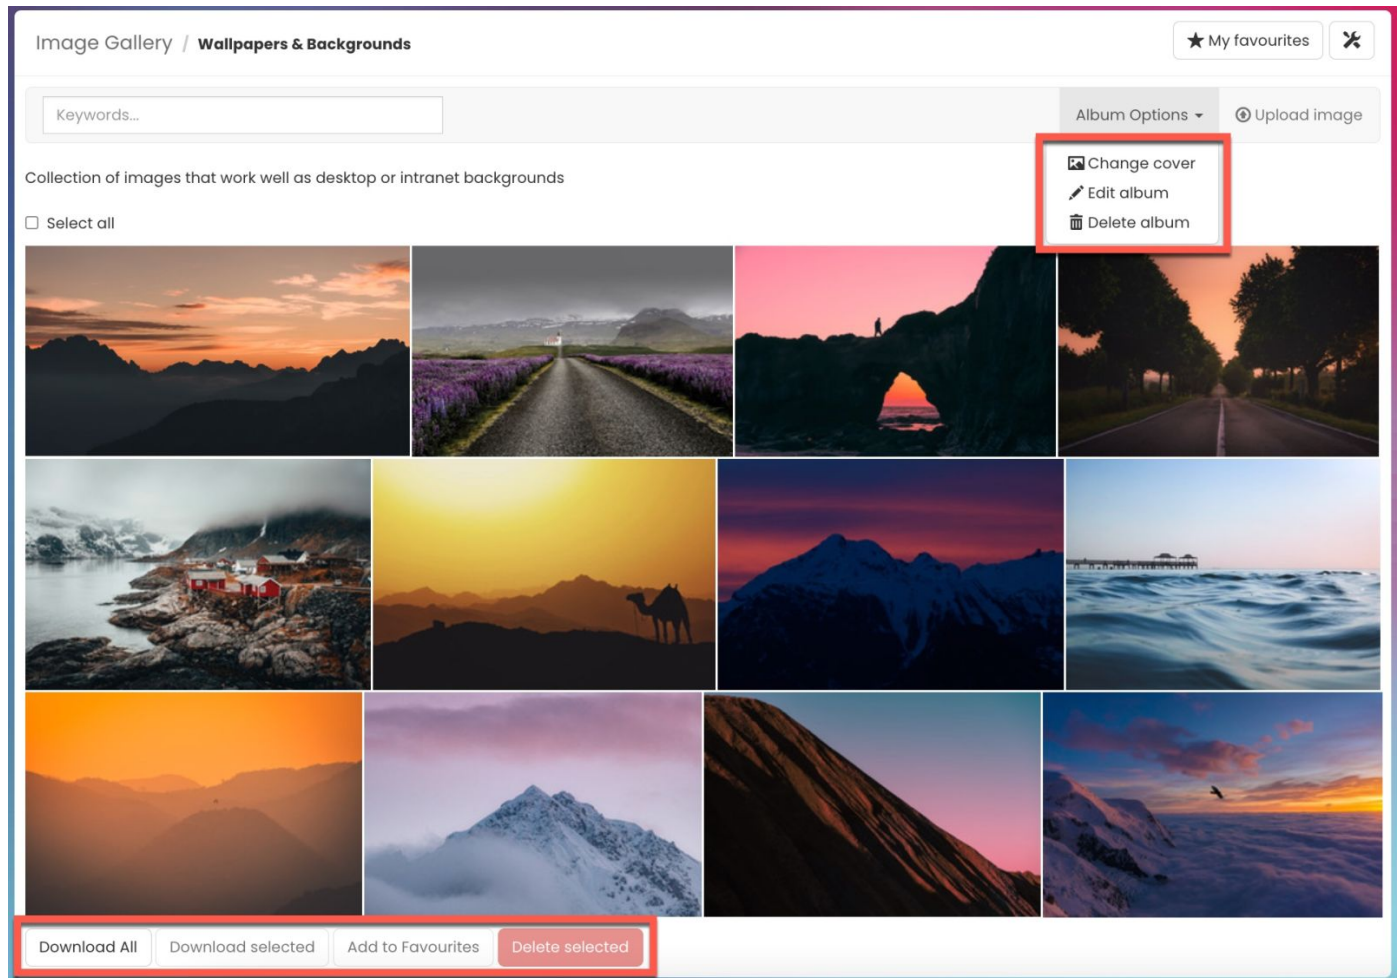 Image Gallery / Wallpapers & Backgrounds
My favourites
Keywords...
Album Options
Upload image
Change cover
Edit album
Delete album
Collection of images that work well as desktop or intranet backgrounds
Select all
Download All
Download selected
Add to Favourites
Delete selected